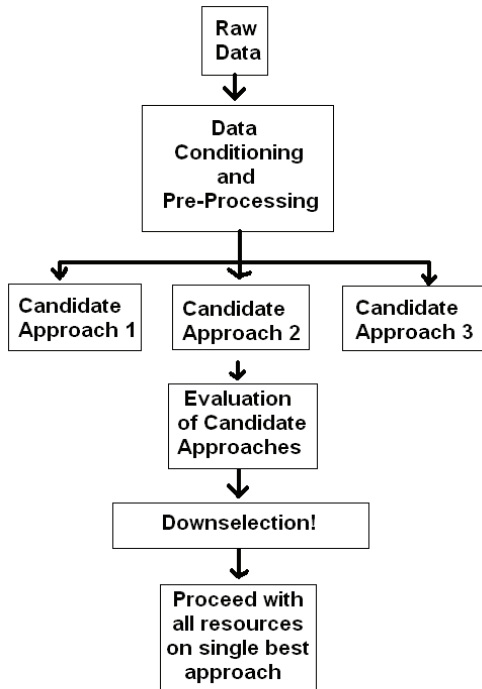 Raw
Data
Data
Conditioning
and
Pre-Processing
Candidate
Approach 1
Candidate
Approach 2
Candidate
Approach 3
Evaluation
of Candidate
Approaches
Downselection!
Proceed with
all resources
on single best
approach